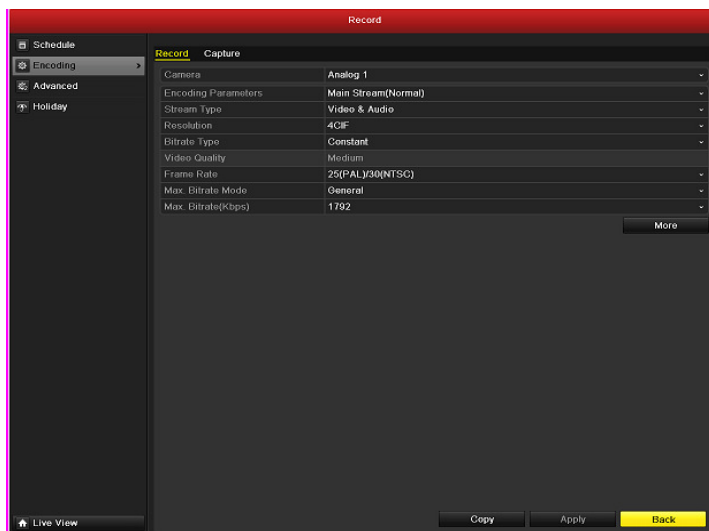 Record
Schedule
Encoding
Advanced
Holiday
Record Capture
Camera Analog 1
Encoding Parameters Main Stream(Normal)
Stream Type Video & Audio
Resolution 4CIF
Bitrate Type Constant
Video Quality Medium
Frame Rate 25(PAL)/30(NTSC)
Max. Bitrate Mode General
Max. Bitrate(Kbps) 1792
More
Live View
Copy Apply Back